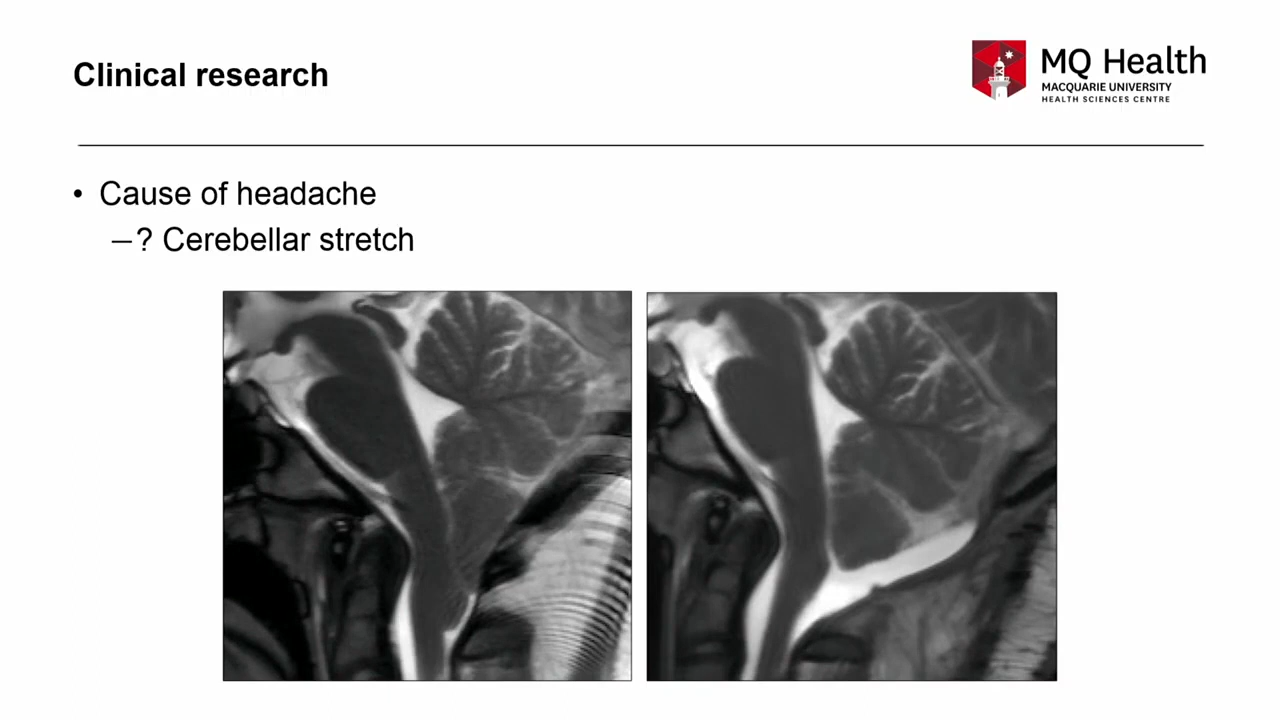 Clinical research
MQ Health
MACQUARIE UNIVERSITY
HEALTH SCIENCES CENTRE
• Cause of headache
–? Cerebellar stretch